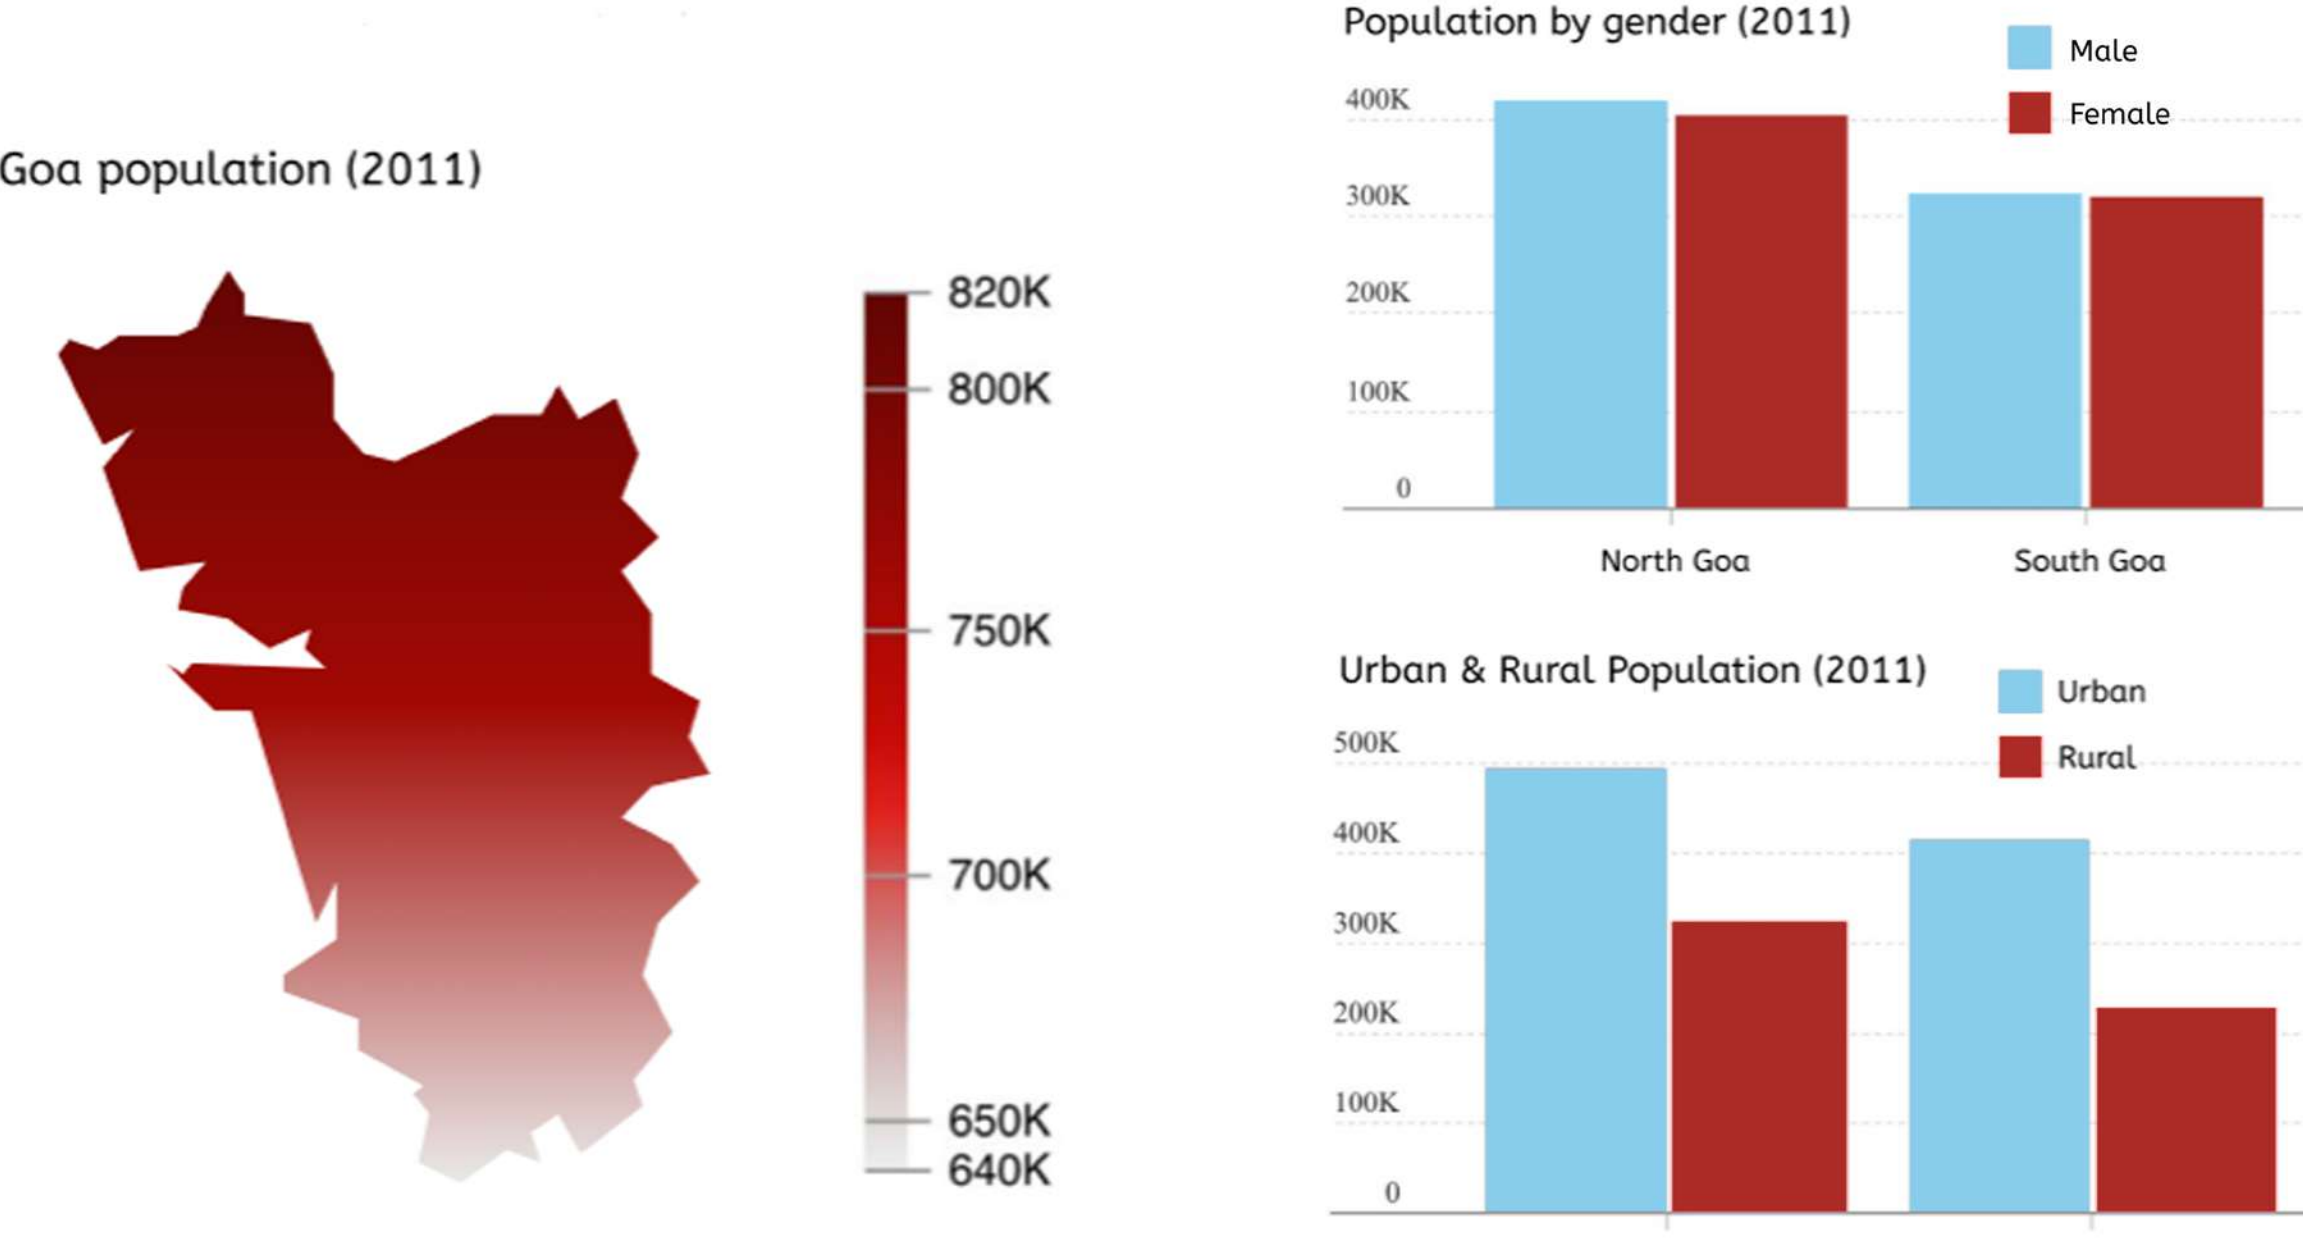 Goa population (2011)
820K
800K
750K
700K
650K
640K
Population by gender (2011)
Male
Female
400K
300K
200K
100K
0
North Goa
South Goa
Urban & Rural Population (2011)
Urban
Rural
500K
400K
300K
200K
100K
0